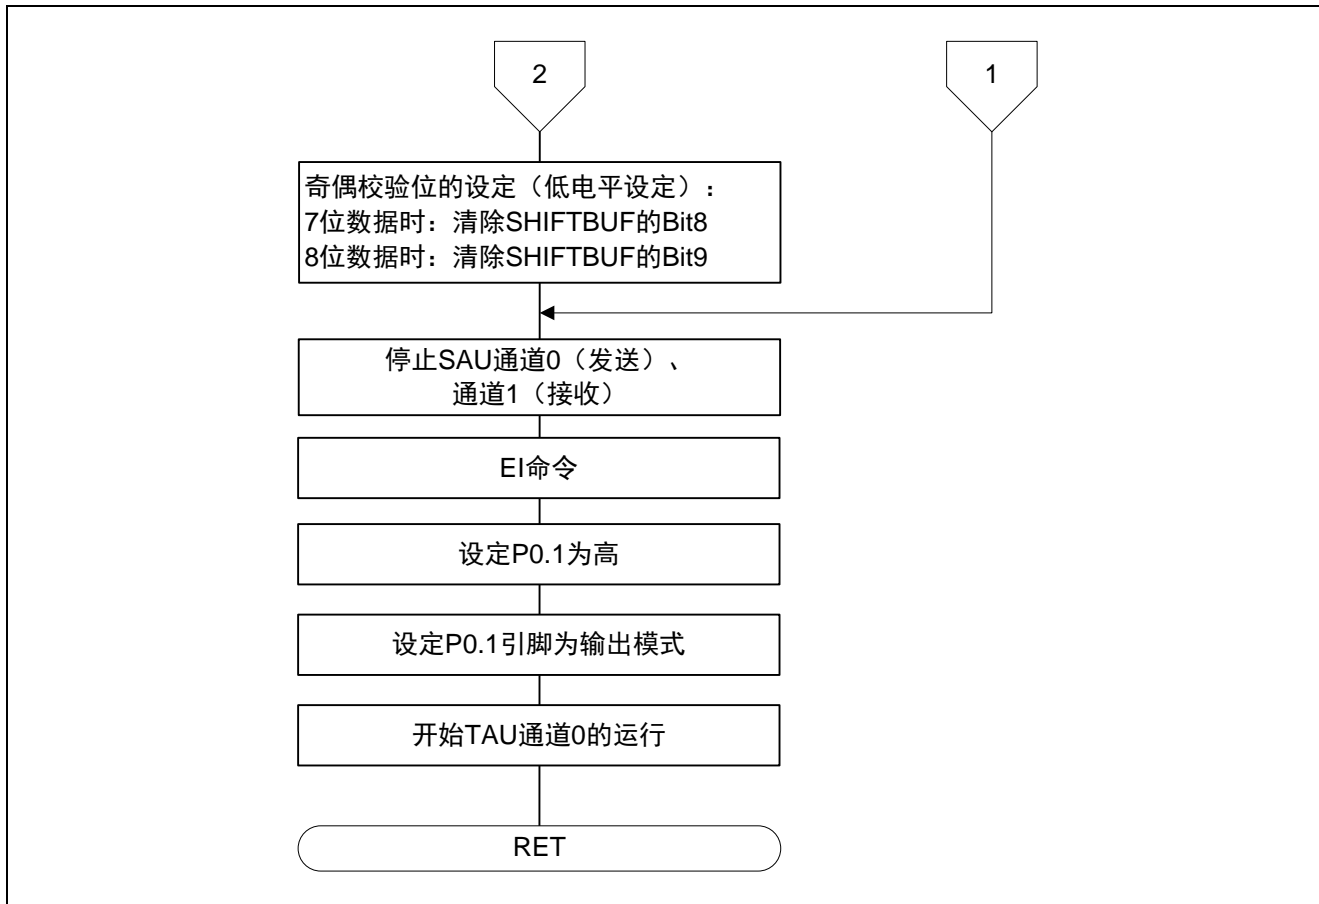 2
1
奇偶校验位的设定（低电平设定）：
7位数据时：清除SHIFTBUF的Bit8
8位数据时：清除SHIFTBUF的Bit9
停止SAU通道0（发送）、
通道1（接收）
EI命令
设定P0.1为高
设定P0.1引脚为输出模式
开始TAU通道0的运行
RET